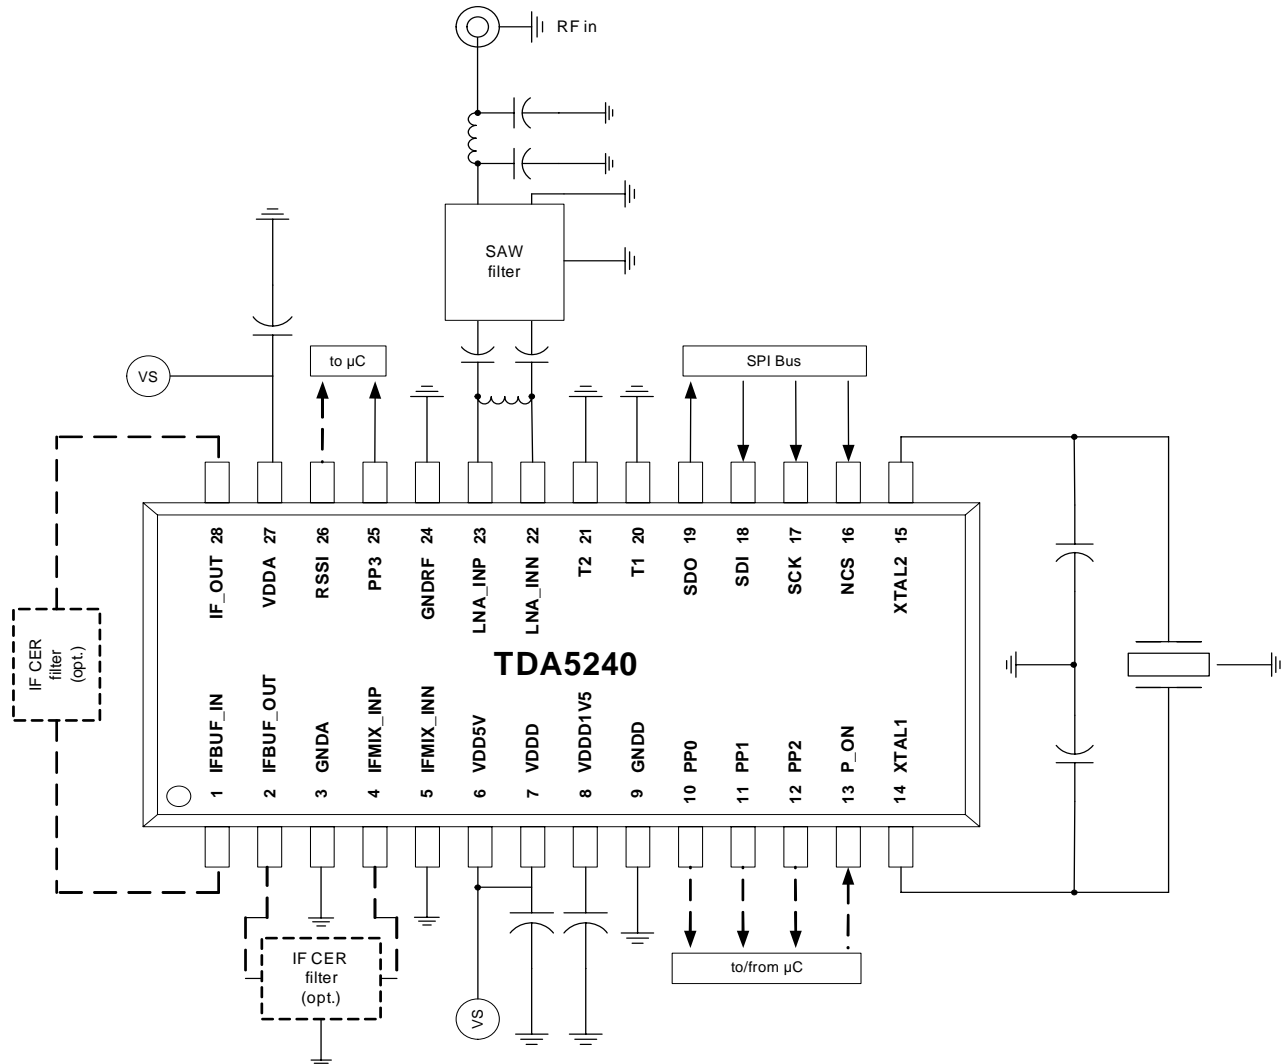 RF in
SAW
filter
VS
to µC
SPI Bus
28
27
26
25
24
23
22
21
20
19
18
17
16
15
IF_OUT
VDDA
RSSI
PP3
GNDRF
LNA_INP
LNA_INN
T2
T1
SDO
SDI
SCK
NCS
XTAL2
IF CER
filter
(opt.)
TDA5240
IFBUF_IN
IFBUF_OUT
GNDA
IFMIX_INP
IFMIX_INN
VDD5V
VDDD
VDDD1V5
GNDD
PP0
PP1
PP2
P_ON
XTAL1
1
2
3
4
5
6
7
8
9
10
11
12
13
14
IF CER
filter
(opt.)
VS
to/from µC